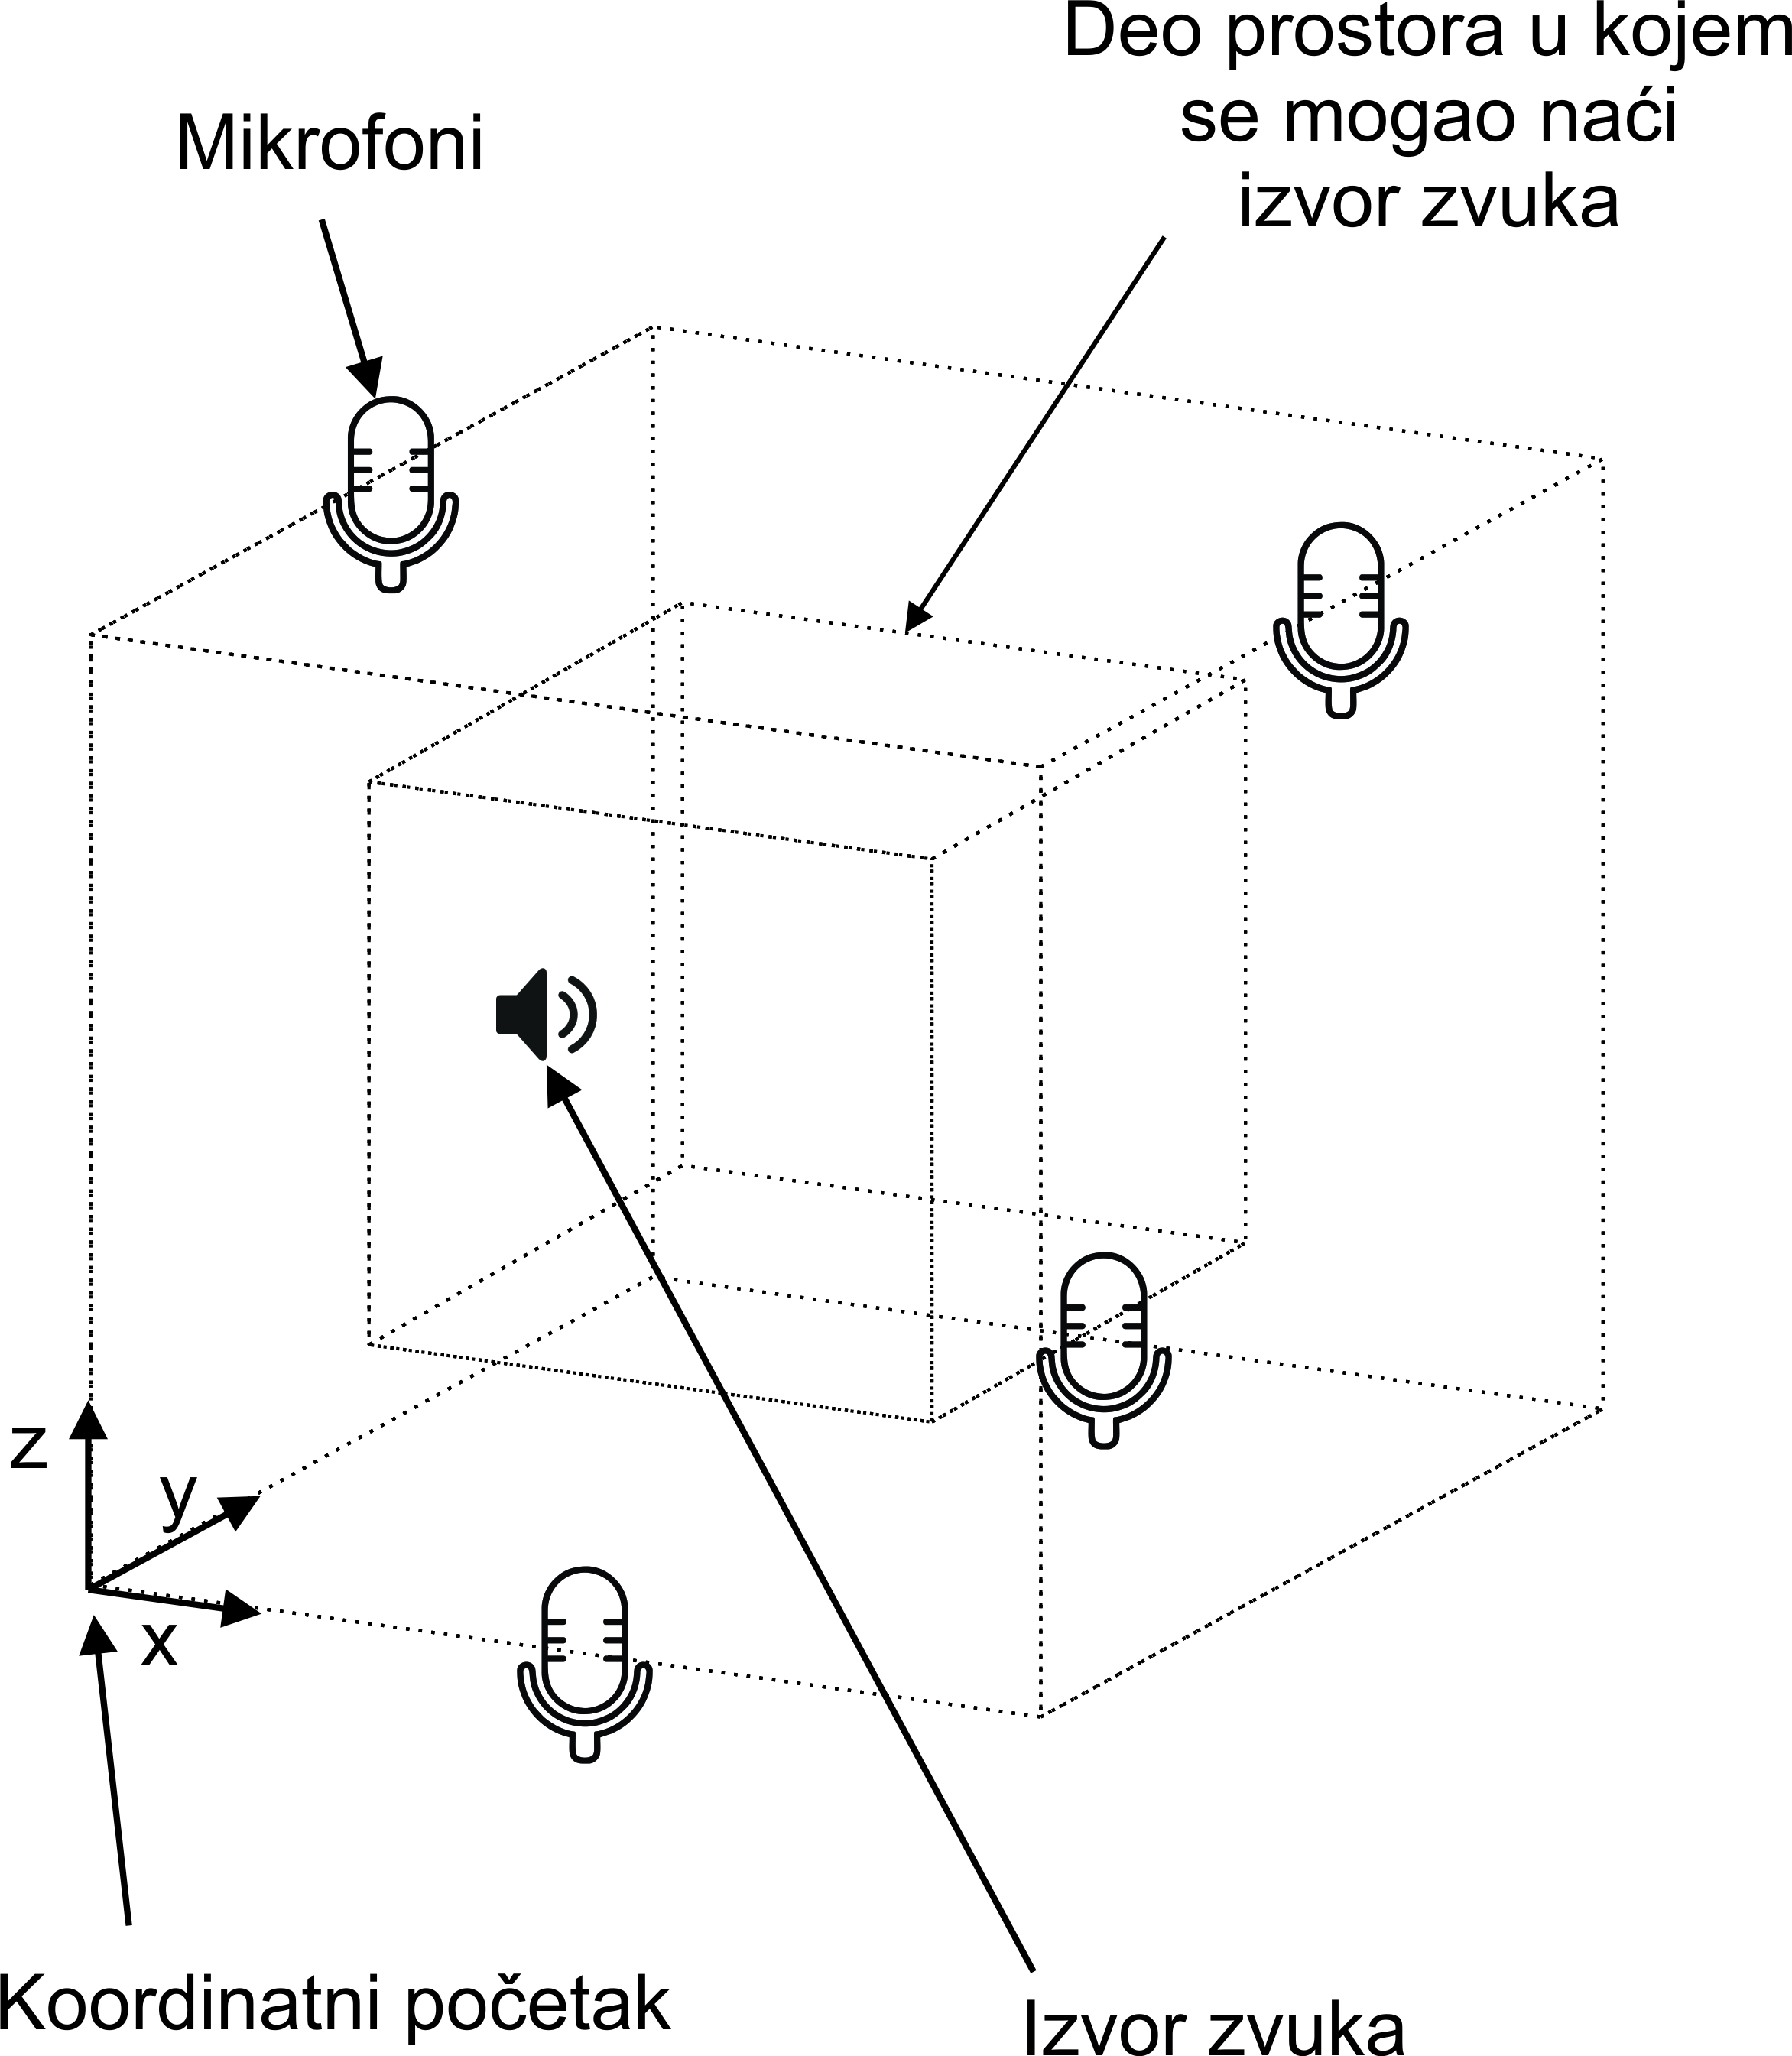 Deo prostora u kojem
se mogao naći
izvor zvuka
Mikrofoni
z
y
x
Koordinatni početak
Izvor zvuka